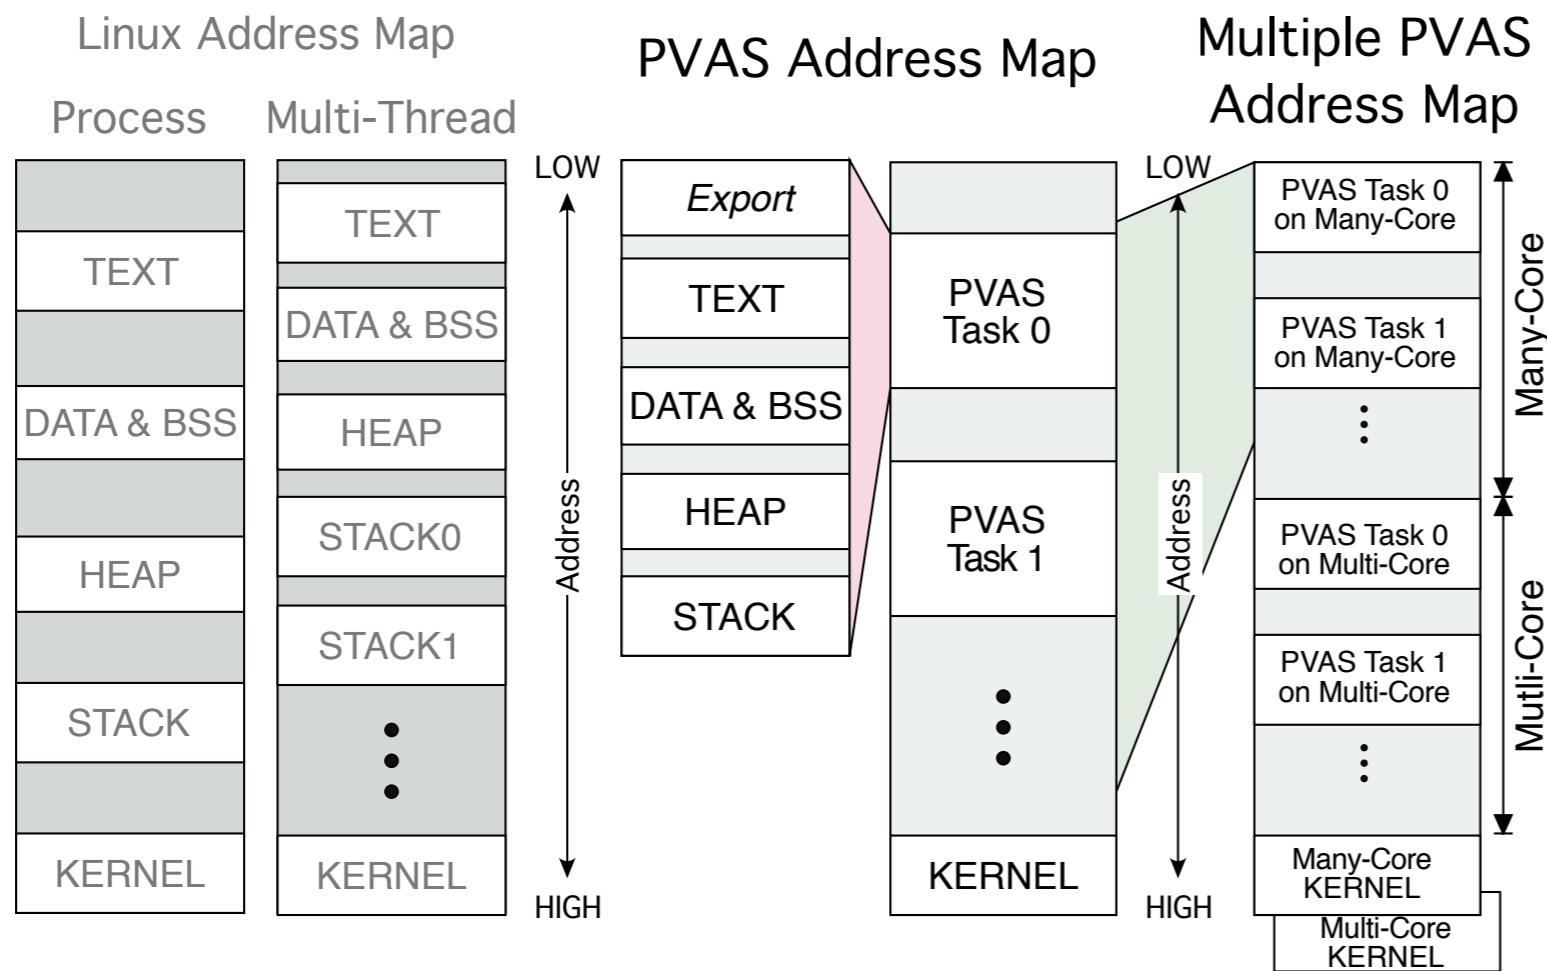 Linux Address Map
Process
TEXT
DATA & BSS
HEAP
STACK
KERNEL
Multi-Thread
TEXT
DATA & BSS
HEAP
STACK0
STACK1
KERNEL
LOW
Address
HIGH
PVAS Address Map
Export
TEXT
DATA & BSS
HEAP
STACK
PVAS
Task 0
PVAS
Task 1
KERNEL
LOW
Address
HIGH
Multiple PVAS
Address Map
PVAS Task 0
on Many-Core
PVAS Task 1
on Many-Core
PVAS Task 0
on Multi-Core
PVAS Task 1
on Multi-Core
Many-Core
KERNEL
Multi-Core
KERNEL
Many-Core
Mutli-Core